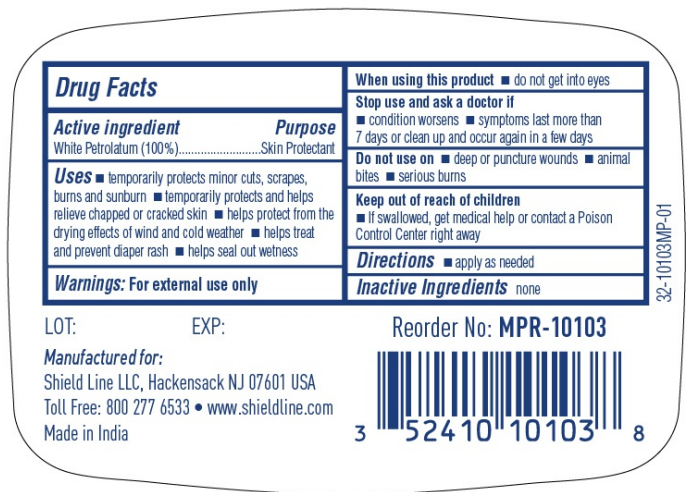 Drug Facts
Active ingredient Purpose
White Petrolatum (100%)..........................Skin Protectant
Uses ■ temporarily protects minor cuts, scrapes,
burns and sunburn ■ temporarily protects and helps
relieve chapped or cracked skin ■ helps protect from the
drying effects of wind and cold weather ■ helps treat
and prevent diaper rash ■ helps seal out wetness
Warnings: For external use only
When using this product ■ do not get into eyes
Stop use and ask a doctor if
■ condition worsens ■ symptoms last more than
7 days or clean up and occur again in a few days
Do not use on ■ deep or puncture wounds ■ animal
bites ■ serious burns
Keep out of reach of children
■ If swallowed, get medical help or contact a Poison
Control Center right away
Directions ■ apply as needed
Inactive Ingredients none
32-10103MP-01
LOT: EXP:
Manufactured for:
Shield Line LLC, Hackensack NJ 07601 USA
Toll Free: 800 277 6533 • www.shieldline.com
Made in India
Reorder No: MPR-10103
3 52410 10103 8